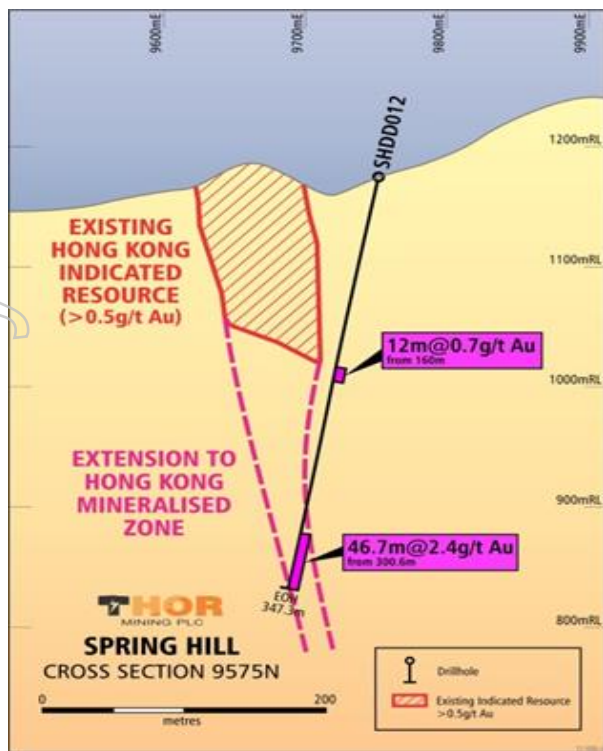 9600mE
9700mE
9800mE
9900mE
SHDD012
1200mRL
EXISTING
HONG KONG
INDICATED
RESOURCE
(>0.5g/t Au)
1100mRL
12m@0.7g/t Au
from 160m
1000mRL
EXTENSION TO
HONG KONG
MINERALISED
ZONE
900mRL
46.7m@2.4g/t Au
from 300.6m
EOH
347.3m
800mRL
THOR
MINING PLC
SPRING HILL
CROSS SECTION 9575N
0 200
metres
Drillhole
Existing Indicated Resource
>0.5g/t Au